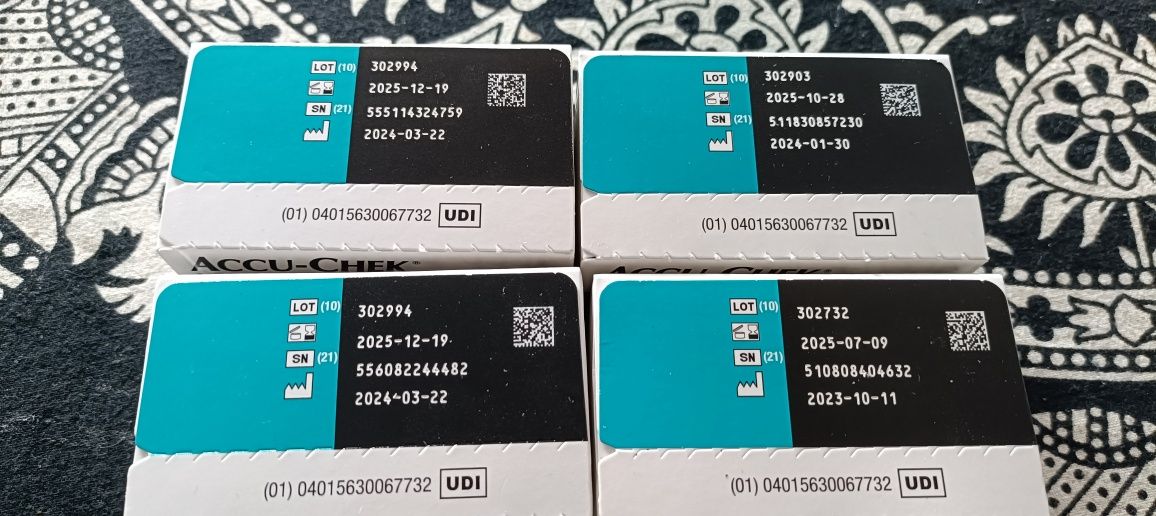 LOT (10) 302994
2025-12-19
SN (21) 555114324759
2024-03-22
(01) 04015630067732 UDI
ACCU-CHEK®
LOT (10) 302903
2025-10-28
SN (21) 511830857230
2024-01-30
(01) 04015630067732 UDI
ACCU-CHEK®
LOT (10) 302994
2025-12-19
SN (21) 556082244482
2024-03-22
(01) 04015630067732 UDI
LOT (10) 302732
2025-07-09
SN (21) 510808404632
2023-10-11
(01) 04015630067732 UDI